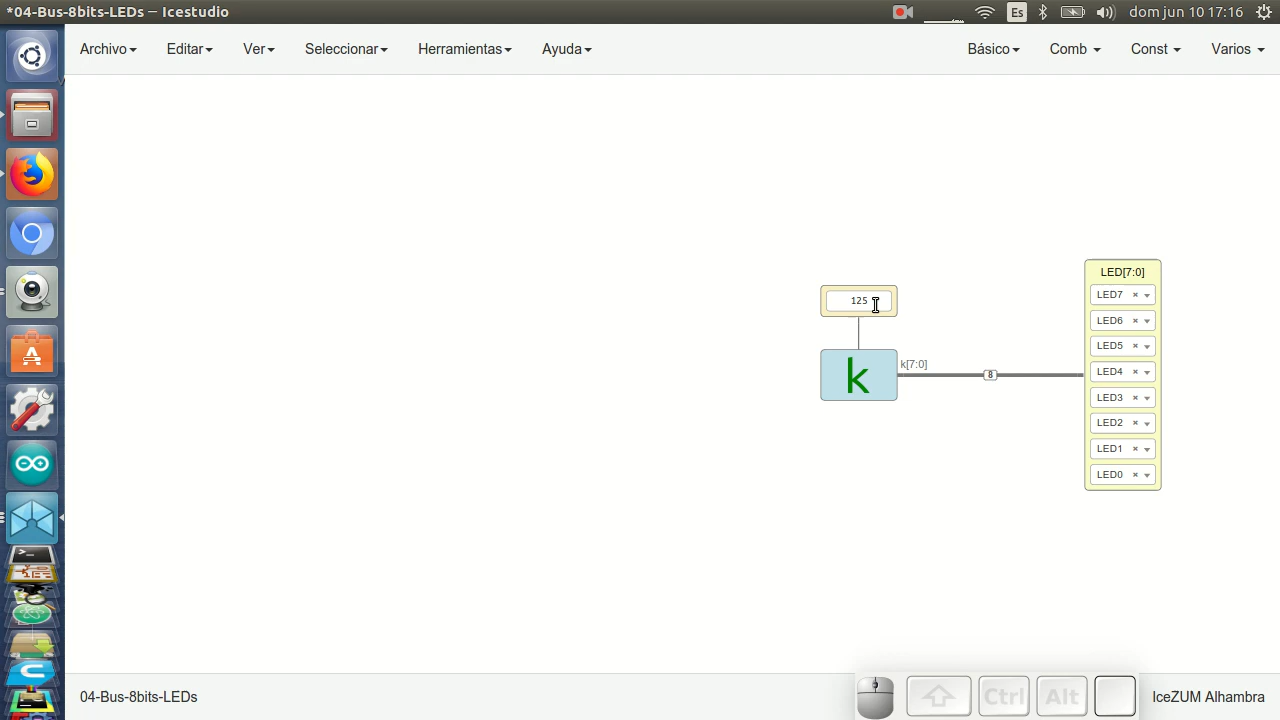 *04-Bus-8bits-LEDs — Icestudio
Es
dom jun 10 17:16
Archivo Editar Ver Seleccionar Herramientas Ayuda
Básico Comb Const Varios
125
k
k[7:0]
8
LED[7:0]
LED7
LED6
LED5
LED4
LED3
LED2
LED1
LED0
04-Bus-8bits-LEDs
Ctrl
Alt
IceZUM Alhambra